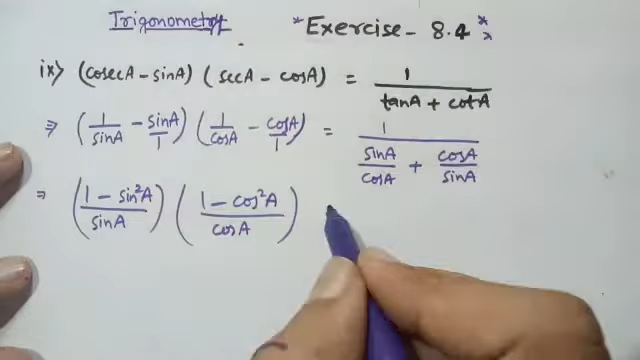 Trigonometry
* Exercise - 8.4 * *
ix> (cosecA - sinA) (secA - cosA) = 1/(tanA + cotA)
⇒ (1/sinA - sinA/1) (1/cosA - cosA/1) = 1/(sinA/cosA + cosA/sinA)
⇒ ((1 - sin²A)/sinA) ((1 - cos²A)/cosA)